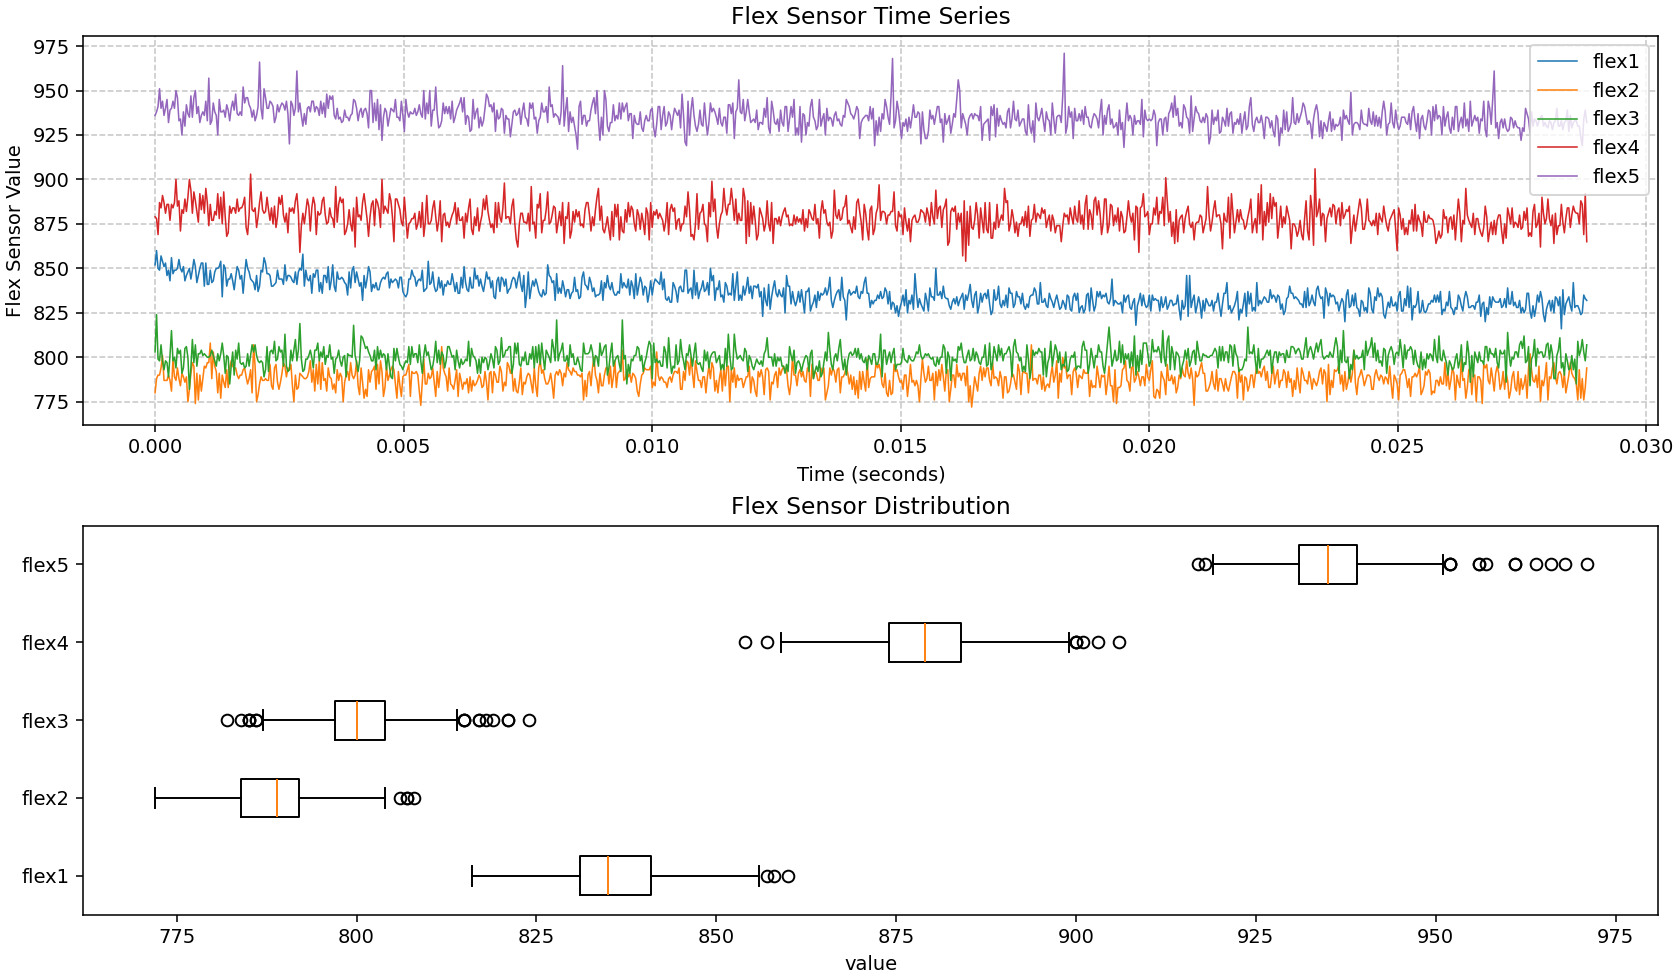 Flex Sensor Time Series
975
950
925
900
875
850
825
800
775
Flex Sensor Value
flex1
flex2
flex3
flex4
flex5
0.000 0.005 0.010 0.015 0.020 0.025 0.030
Time (seconds)
Flex Sensor Distribution
flex5
flex4
flex3
flex2
flex1
775 800 825 850 875 900 925 950 975
value